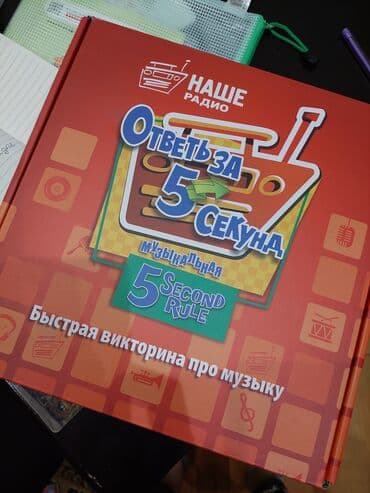 НАШЕ
РАДИО
ОТВЕТЬ ЗА
5 СЕКУНД
МУЗЫКАЛЬНАЯ
5 SECOND
RULE
Быстрая викторина про музыку